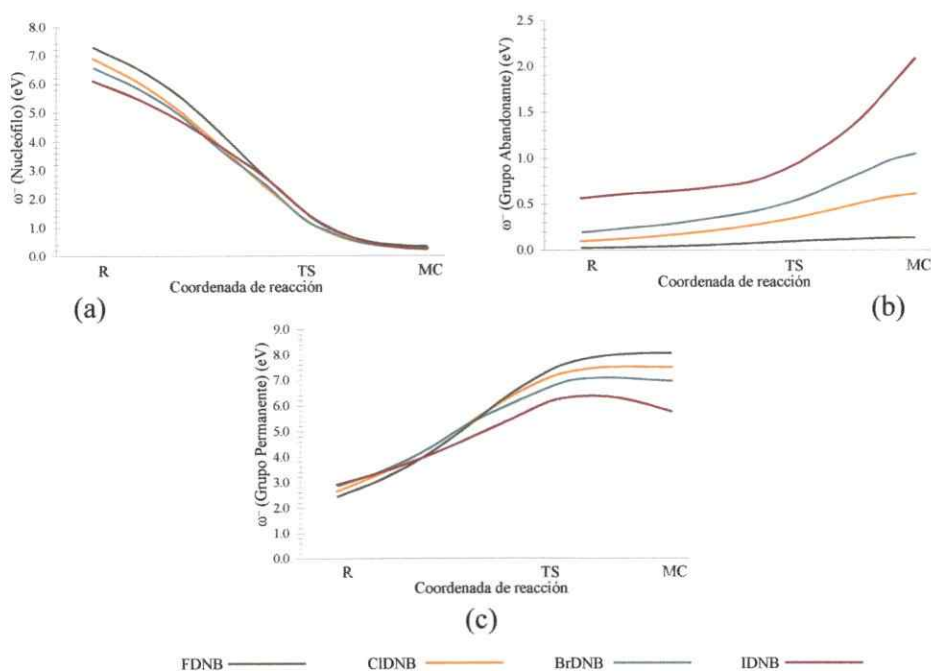 8.0
7.0
6.0
5.0
4.0
3.0
2.0
1.0
0.0
ω⁻ (Nucleófilo) (eV)
R TS MC
Coordenada de reacción
(a)
2.5
2.0
1.5
1.0
0.5
0.0
ω⁻ (Grupo Abandonante) (eV)
R TS MC
Coordenada de reacción
(b)
9.0
8.0
7.0
6.0
5.0
4.0
3.0
2.0
1.0
0.0
ω⁻ (Grupo Permanente) (eV)
R TS MC
Coordenada de reacción
(c)
FDNB ClDNB BrDNB IDNB